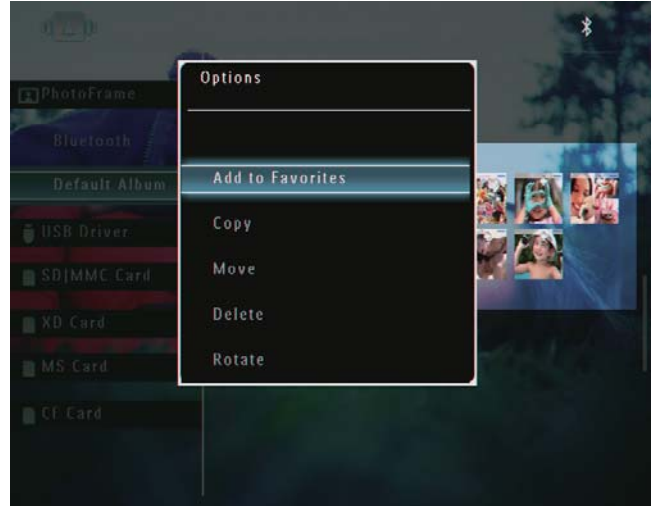 Options
PhotoFrame
Bluetooth
Default Album
USB Driver
SD|MMC Card
XD Card
MS Card
CF Card
Add to Favorites
Copy
Move
Delete
Rotate